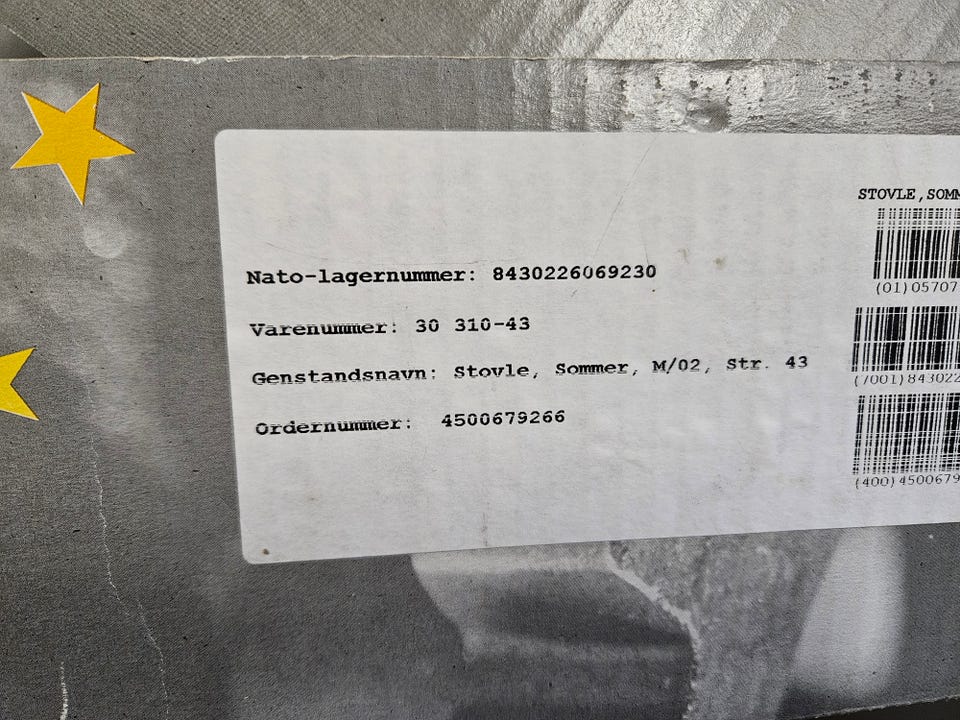 Nato-lagernummer: 8430226069230
Varenummer: 30 310-43
Genstandsnavn: Stovle, Sommer, M/02, Str. 43
Ordernummer: 4500679266
STOVLE,SOMM
(01)05707
(7001)843022
(400)4500679